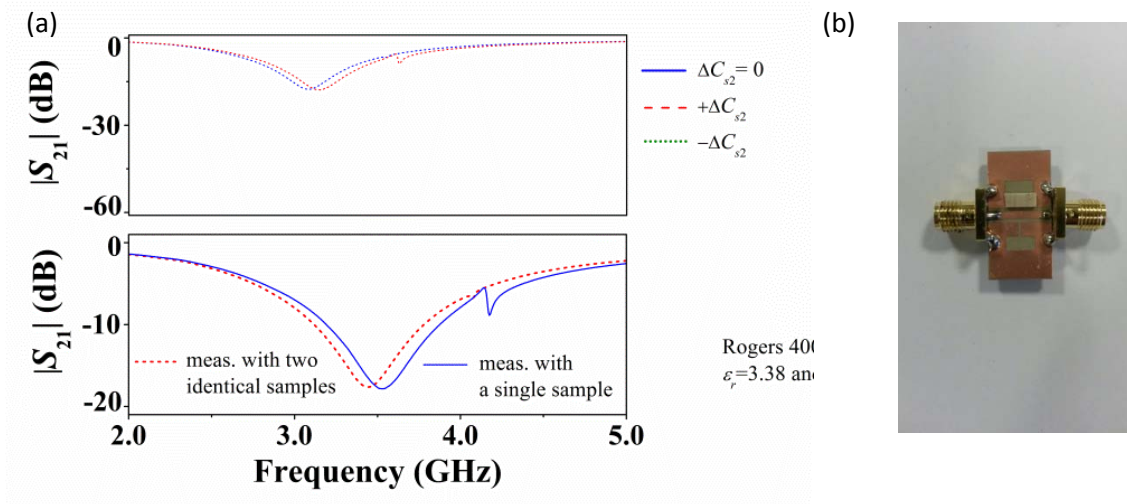 (a)
(b)
0
-30
-60
|S21| (dB)
ΔCs2 = 0
+ΔCs2
−ΔCs2
0
-10
-20
|S21| (dB)
meas. with two
identical samples
meas. with
a single sample
2.0 3.0 4.0 5.0
Frequency (GHz)
Rogers
εr=3.38